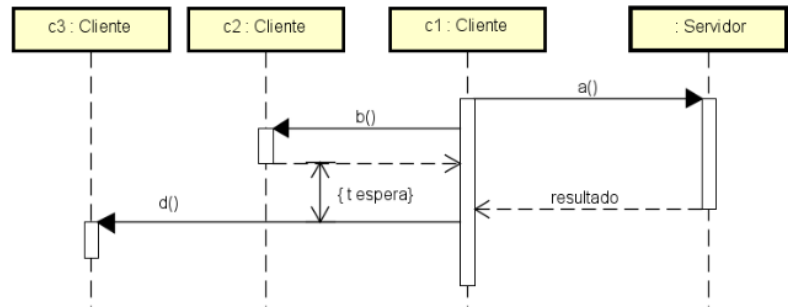 c3 : Cliente
c2 : Cliente
c1 : Cliente
: Servidor
a()
b()
{ t espera}
resultado
d()